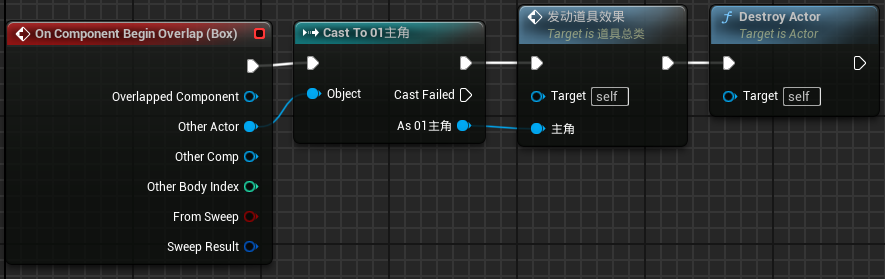 On Component Begin Overlap (Box)
Overlapped Component
Other Actor
Other Comp
Other Body Index
From Sweep
Sweep Result
Cast To 01主角
Object
Cast Failed
As 01主角
发动道具效果
Target is 道具总类
Target self
主角
Destroy Actor
Target is Actor
Target self